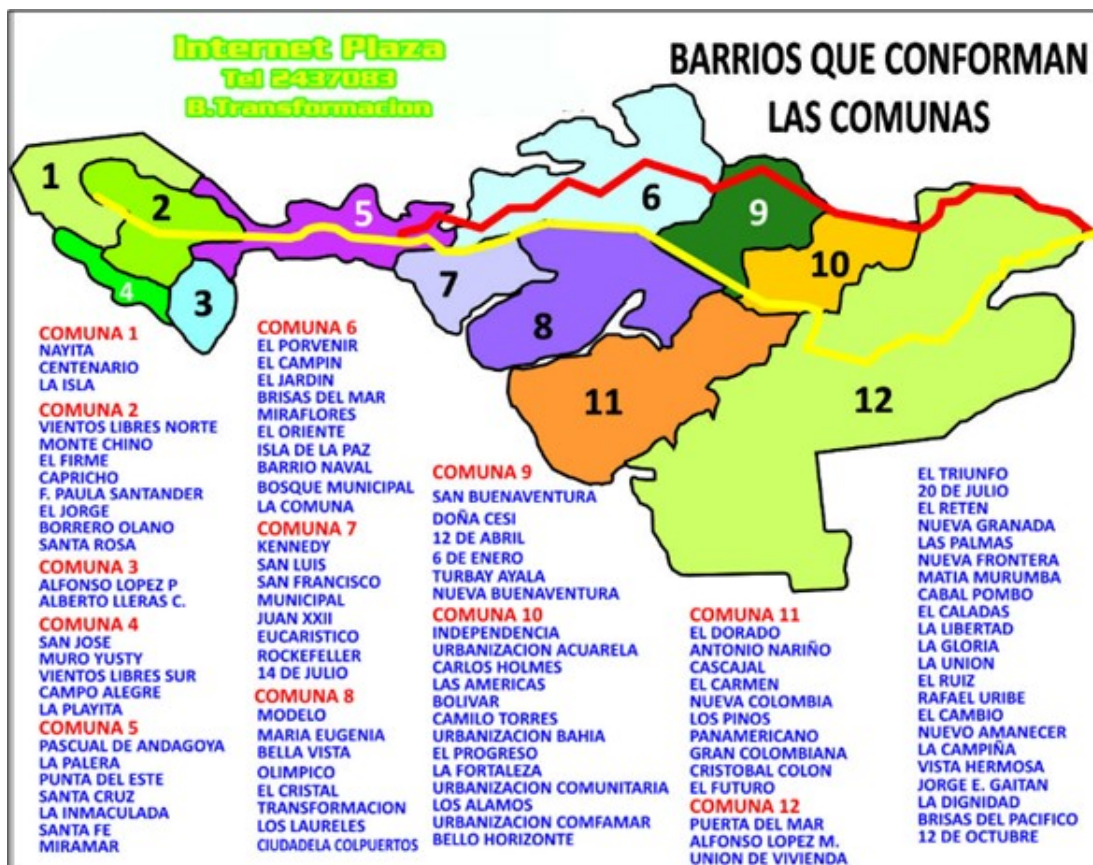 Internet Plaza
Tel 2437083
B.Transformacion
BARRIOS QUE CONFORMAN
LAS COMUNAS
1
2
3
4
5
6
7
8
9
10
11
12
COMUNA 1
NAYITA
CENTENARIO
LA ISLA
COMUNA 2
VIENTOS LIBRES NORTE
MONTE CHINO
EL FIRME
CAPRICHO
F. PAULA SANTANDER
EL JORGE
BORRERO OLANO
SANTA ROSA
COMUNA 3
ALFONSO LOPEZ P
ALBERTO LLERAS C.
COMUNA 4
SAN JOSE
MURO YUSTY
VIENTOS LIBRES SUR
CAMPO ALEGRE
LA PLAYITA
COMUNA 5
PASCUAL DE ANDAGOYA
LA PALERA
PUNTA DEL ESTE
SANTA CRUZ
LA INMACULADA
SANTA FE
MIRAMAR
COMUNA 6
EL PORVENIR
EL CAMPIN
EL JARDIN
BRISAS DEL MAR
MIRAFLORES
EL ORIENTE
ISLA DE LA PAZ
BARRIO NAVAL
BOSQUE MUNICIPAL
LA COMUNA
COMUNA 7
KENNEDY
SAN LUIS
SAN FRANCISCO
MUNICIPAL
JUAN XXII
EUCARISTICO
ROCKEFELLER
14 DE JULIO
COMUNA 8
MODELO
MARIA EUGENIA
BELLA VISTA
OLIMPICO
EL CRISTAL
TRANSFORMACION
LOS LAURELES
CIUDADELA COLPUERTOS
COMUNA 9
SAN BUENAVENTURA
DOÑA CESI
12 DE ABRIL
6 DE ENERO
TURBAY AYALA
NUEVA BUENAVENTURA
COMUNA 10
INDEPENDENCIA
URBANIZACION ACUARELA
CARLOS HOLMES
LAS AMERICAS
BOLIVAR
CAMILO TORRES
URBANIZACION BAHIA
EL PROGRESO
LA FORTALEZA
URBANIZACION COMUNITARIA
LOS ALAMOS
URBANIZACION COMFAMAR
BELLO HORIZONTE
COMUNA 11
EL DORADO
ANTONIO NARIÑO
CASCAJAL
EL CARMEN
NUEVA COLOMBIA
LOS PINOS
PANAMERICANO
GRAN COLOMBIANA
CRISTOBAL COLON
EL FUTURO
COMUNA 12
PUERTA DEL MAR
ALFONSO LOPEZ M.
UNION DE VIVIENDA
EL TRIUNFO
20 DE JULIO
EL RETEN
NUEVA GRANADA
LAS PALMAS
NUEVA FRONTERA
MATIA MURUMBA
CABAL POMBO
EL CALADAS
LA LIBERTAD
LA GLORIA
LA UNION
EL RUIZ
RAFAEL URIBE
EL CAMBIO
NUEVO AMANECER
LA CAMPIÑA
VISTA HERMOSA
JORGE E. GAITAN
LA DIGNIDAD
BRISAS DEL PACIFICO
12 DE OCTUBRE